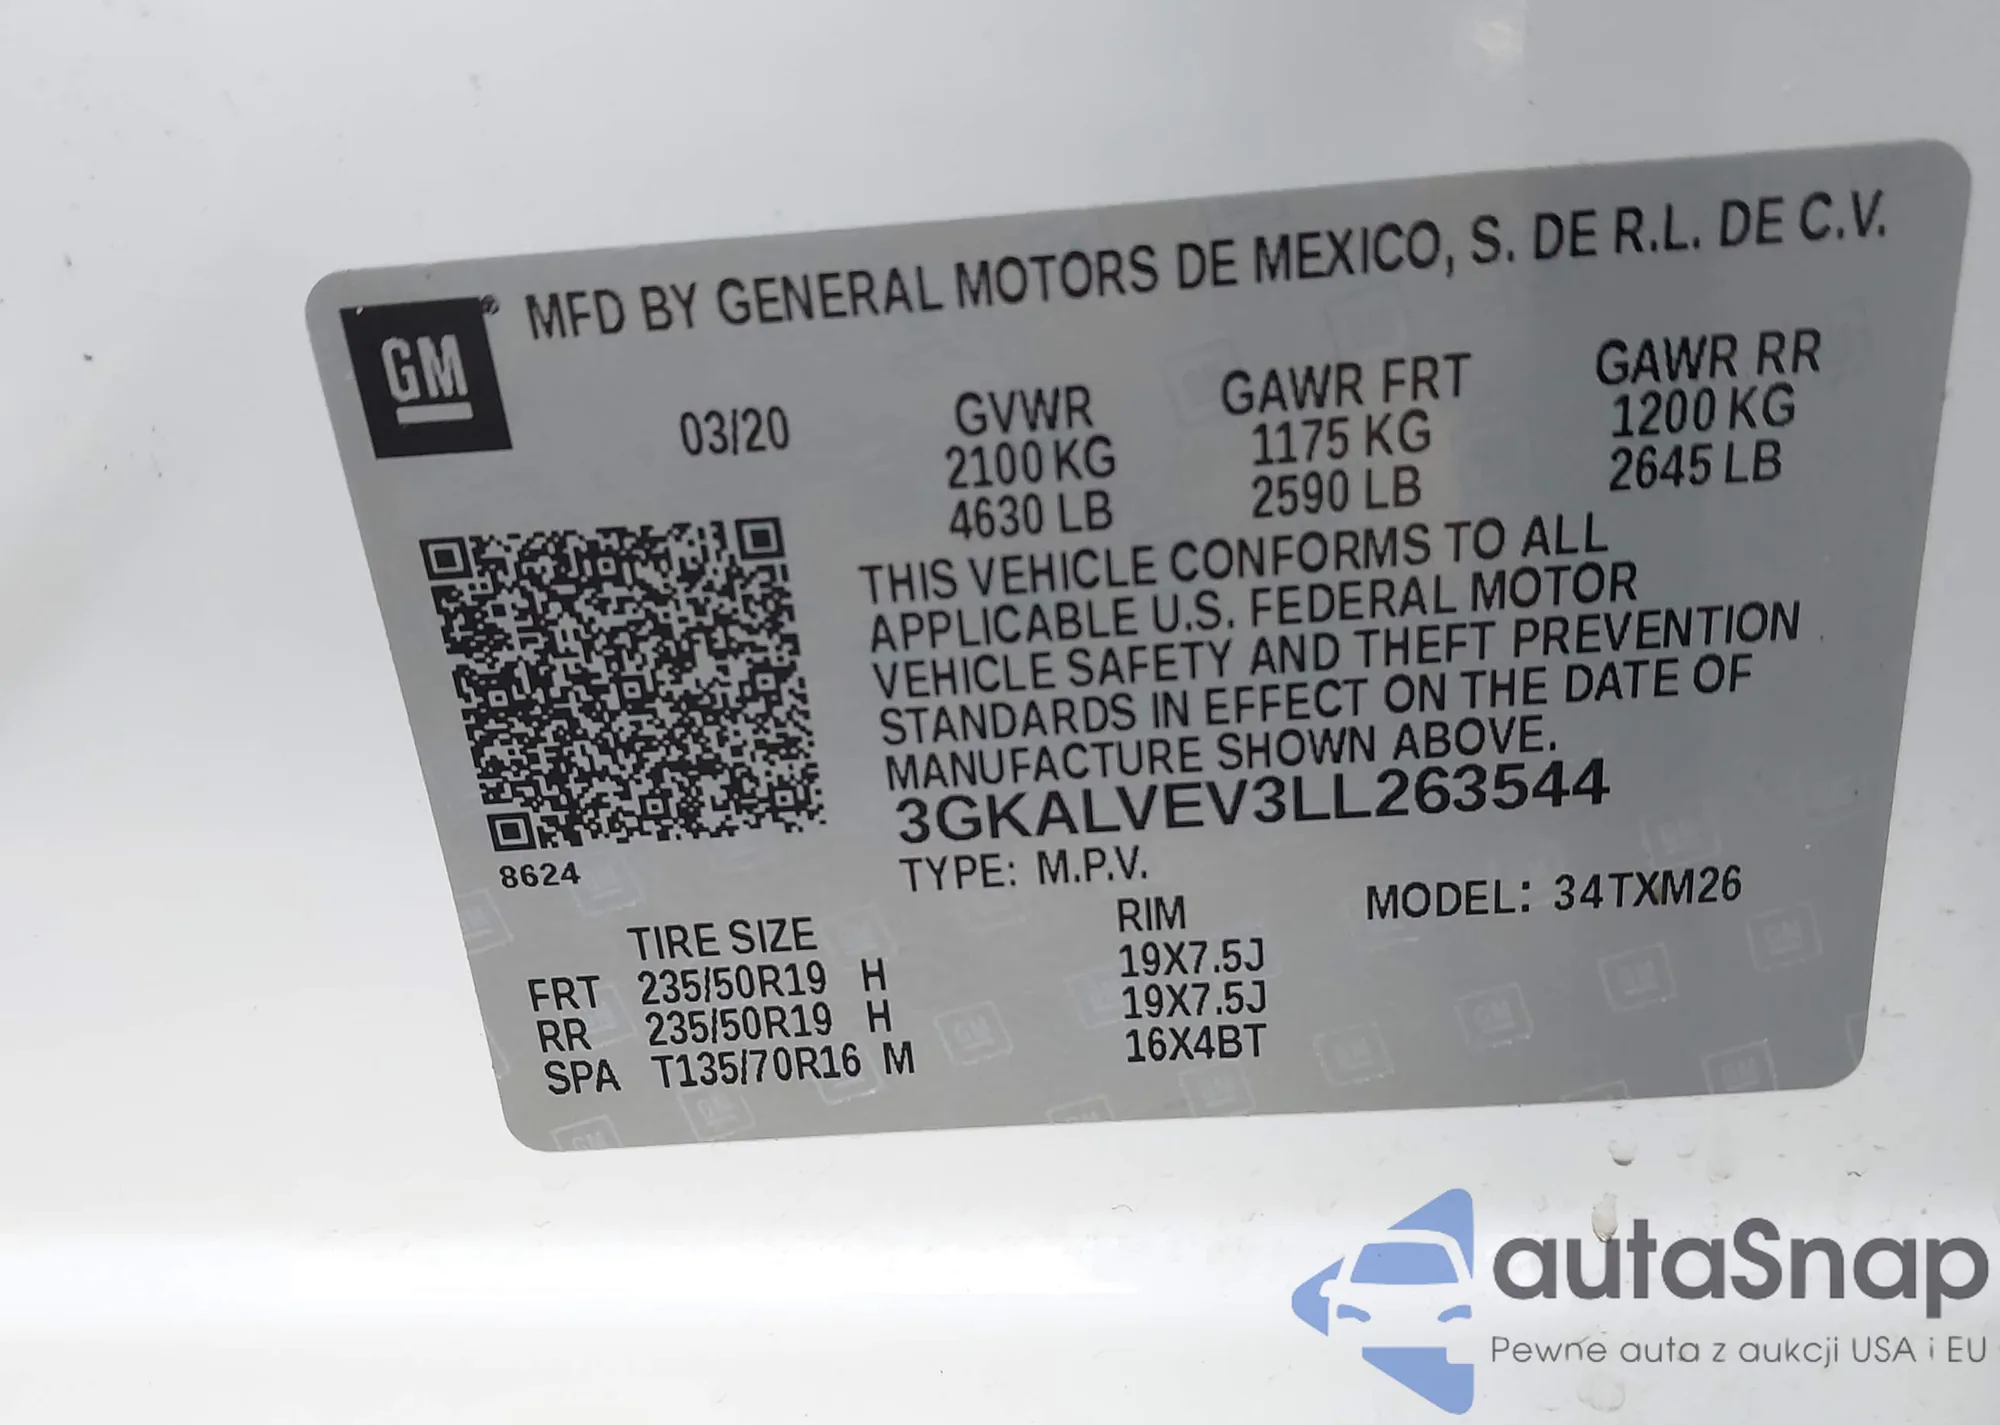 GM ® MFD BY GENERAL MOTORS DE MEXICO, S. DE R.L. DE C.V.
03/20 GVWR GAWR FRT GAWR RR
2100 KG 1175 KG 1200 KG
4630 LB 2590 LB 2645 LB
THIS VEHICLE CONFORMS TO ALL
APPLICABLE U.S. FEDERAL MOTOR
VEHICLE SAFETY AND THEFT PREVENTION
STANDARDS IN EFFECT ON THE DATE OF
MANUFACTURE SHOWN ABOVE.
3GKALVEV3LL263544
8624
TYPE: M.P.V. MODEL: 34TXM26
TIRE SIZE RIM
FRT 235/50R19 H 19X7.5J
RR 235/50R19 H 19X7.5J
SPA T135/70R16 M 16X4BT
autaSnap
Pewne auta z aukcji USA i EU